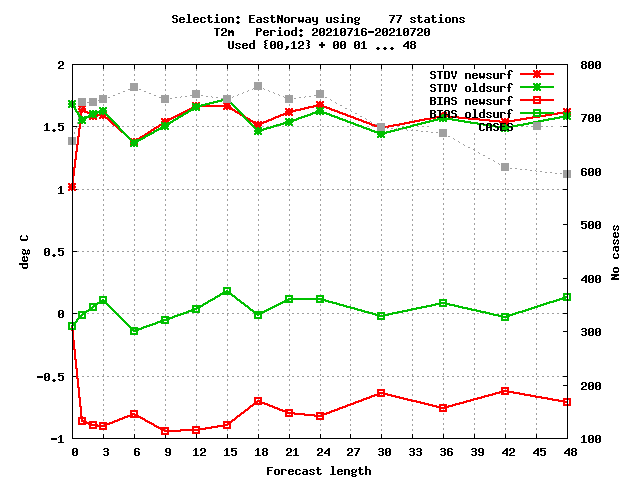 Selection: EastNorway using    77 stations
T2m   Period: 20210716-20210720
Used {00,12} + 00 01 ... 48
STDV newsurf
STDV oldsurf
BIAS newsurf
BIAS oldsurf
CASES
2
1.5
1
0.5
0
-0.5
-1
deg C
800
700
600
500
400
300
200
100
No cases
0 3 6 9 12 15 18 21 24 27 30 33 36 39 42 45 48
Forecast length